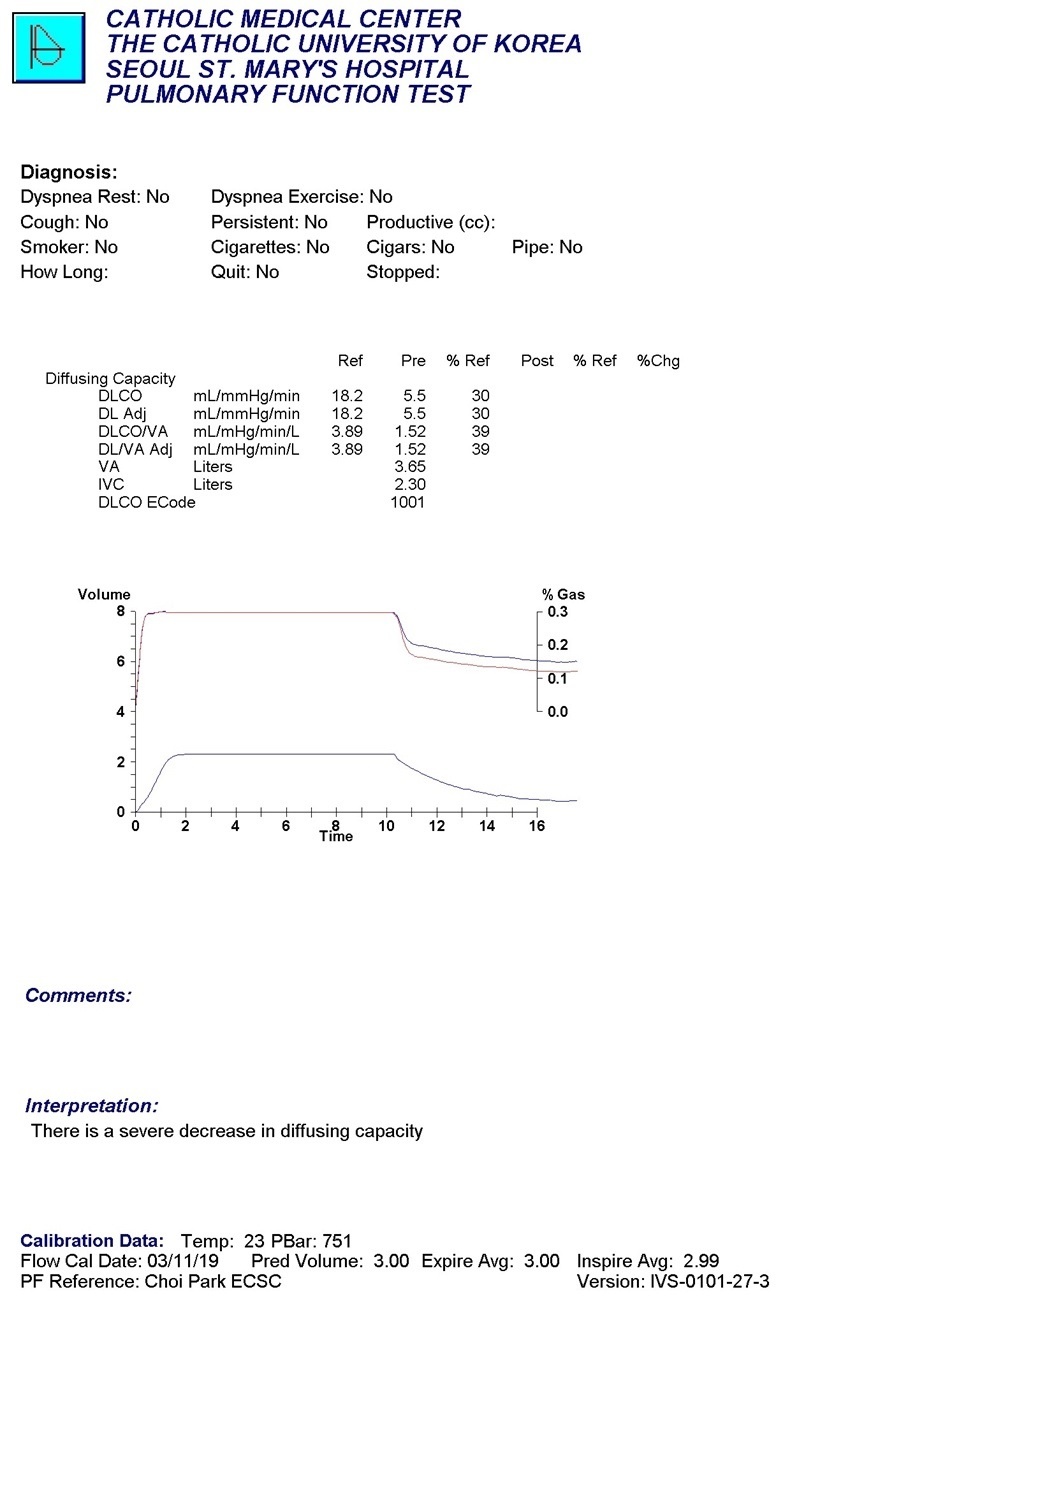 CATHOLIC MEDICAL CENTER
THE CATHOLIC UNIVERSITY OF KOREA
SEOUL ST. MARY'S HOSPITAL
PULMONARY FUNCTION TEST
Diagnosis:
Dyspnea Rest: No Dyspnea Exercise: No
Cough: No Persistent: No Productive (cc):
Smoker: No Cigarettes: No Cigars: No Pipe: No
How Long: Quit: No Stopped:
Ref Pre % Ref Post % Ref %Chg
Diffusing Capacity
DLCO mL/mmHg/min 18.2 5.5 30
DL Adj mL/mmHg/min 18.2 5.5 30
DLCO/VA mL/mHg/min/L 3.89 1.52 39
DL/VA Adj mL/mHg/min/L 3.89 1.52 39
VA Liters 3.65
IVC Liters 2.30
DLCO ECode 1001
Volume % Gas
8 0.3
0.2
6
0.1
4 0.0
2
0
0 2 4 6 8 10 12 14 16
Time
Comments:
Interpretation:
There is a severe decrease in diffusing capacity
Calibration Data: Temp: 23 PBar: 751
Flow Cal Date: 03/11/19 Pred Volume: 3.00 Expire Avg: 3.00 Inspire Avg: 2.99
PF Reference: Choi Park ECSC Version: IVS-0101-27-3